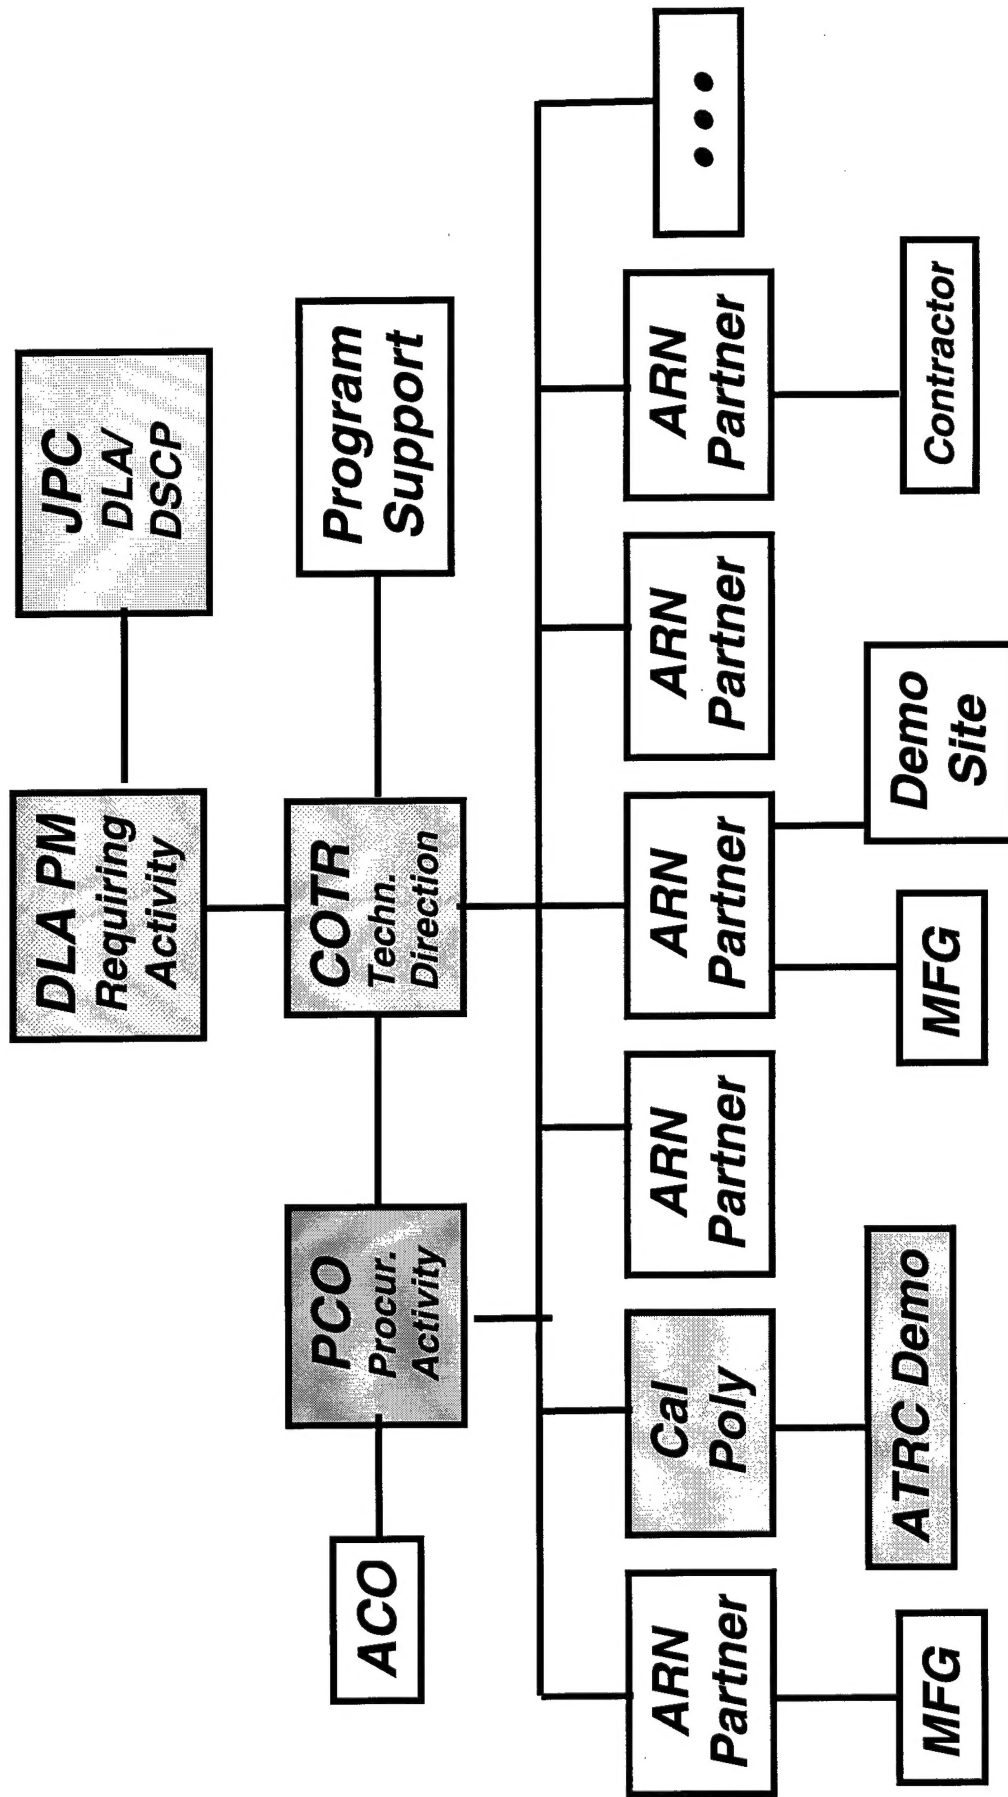 DLA PM
Requiring
Activity
JPC
DLA/
DSCP
ACO
PCO
Procur.
Activity
COTR
Techn.
Direction
Program
Support
ARN
Partner
Cal
Poly
ARN
Partner
ARN
Partner
ARN
Partner
ARN
Partner
•••
MFG
ATRC Demo
MFG
Demo
Site
Contractor